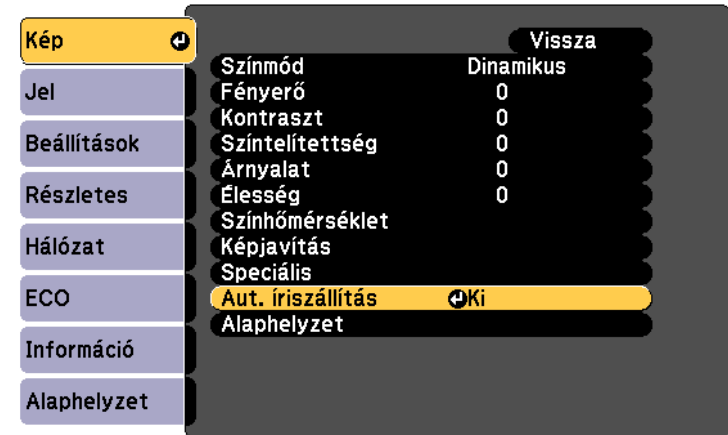 Kép
Jel
Beállítások
Részletes
Hálózat
ECO
Információ
Alaphelyzet
Vissza
Színmód Dinamikus
Fényerő 0
Kontraszt 0
Színtelítettség 0
Árnyalat 0
Élesség 0
Színhőmérséklet
Képjavítás
Speciális
Aut. íriszállítás Ki
Alaphelyzet